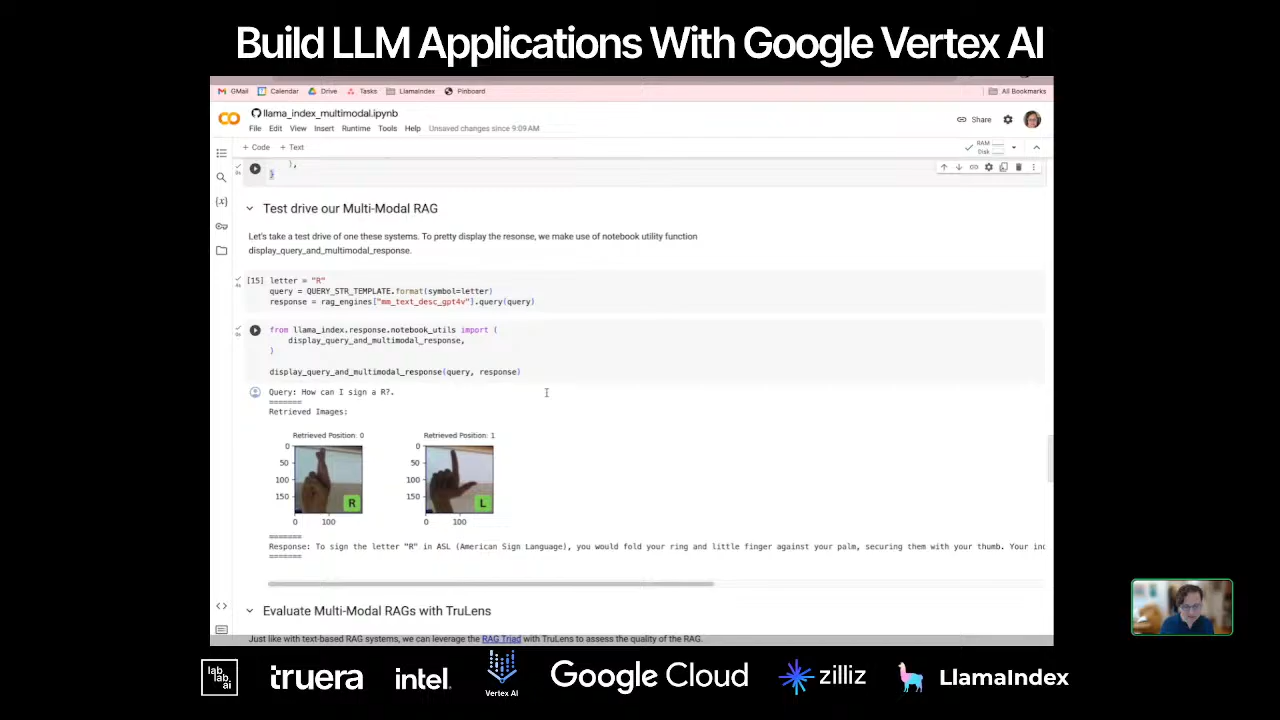 Build LLM Applications With Google Vertex AI
GMail Calendar Drive Tasks LlamaIndex Pinboard All Bookmarks
llama_index_multimodal.ipynb
File Edit View Insert Runtime Tools Help Unsaved changes since 9:09 AM
Share
+ Code + Text
RAM
Disk
},
}
Test drive our Multi-Modal RAG
Let's take a test drive of one these systems. To pretty display the resonse, we make use of notebook utility function
display_query_and_multimodal_response.
[15] letter = "R"
query = QUERY_STR_TEMPLATE.format(symbol=letter)
response = rag_engines["mm_text_desc_gpt4v"].query(query)
from llama_index.response.notebook_utils import (
display_query_and_multimodal_response,
)
display_query_and_multimodal_response(query, response)
Query: How can I sign a R?.
=======
Retrieved Images:
Retrieved Position: 0 Retrieved Position: 1
0 0
50 50
100 100
150 150
R L
0 100 0 100
=======
Response: To sign the letter "R" in ASL (American Sign Language), you would fold your ring and little finger against your palm, securing them with your thumb. Your in
=======
Evaluate Multi-Modal RAGs with TruLens
Just like with text-based RAG systems, we can leverage the RAG Triad with TruLens to assess the quality of the RAG.
lab lab .ai truera intel. Vertex AI Google Cloud zilliz LlamaIndex